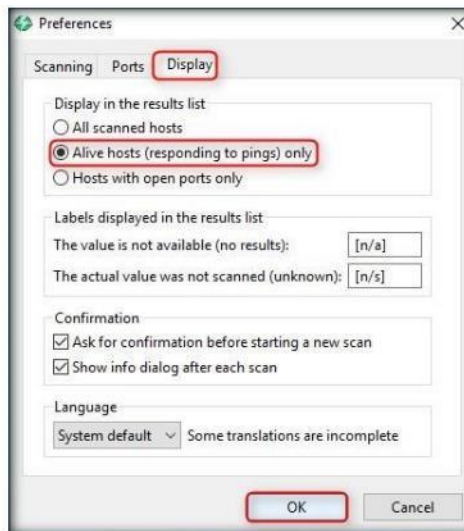 Preferences
Scanning Ports Display
Display in the results list
All scanned hosts
Alive hosts (responding to pings) only
Hosts with open ports only
Labels displayed in the results list
The value is not available (no results): [n/a]
The actual value was not scanned (unknown): [n/s]
Confirmation
Ask for confirmation before starting a new scan
Show info dialog after each scan
Language
System default Some translations are incomplete
OK Cancel